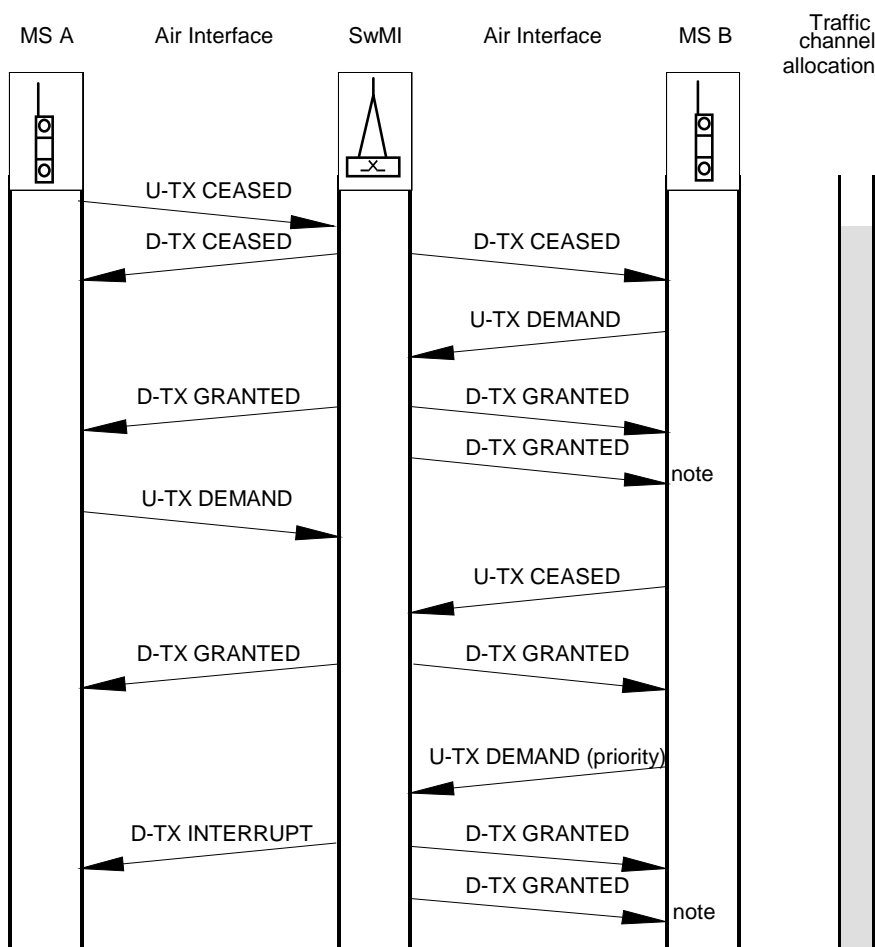 MS A Air Interface SwMI Air Interface MS B Traffic
channel
allocation
U-TX CEASED
D-TX CEASED D-TX CEASED
U-TX DEMAND
D-TX GRANTED D-TX GRANTED
D-TX GRANTED
note
U-TX DEMAND
U-TX CEASED
D-TX GRANTED D-TX GRANTED
U-TX DEMAND (priority)
D-TX INTERRUPT D-TX GRANTED
D-TX GRANTED
note